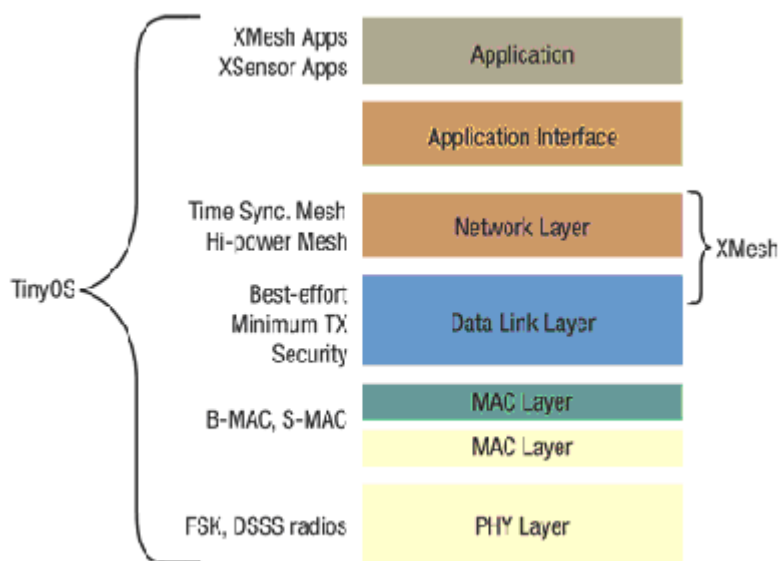 XMesh Apps
XSensor Apps
Application
Application Interface
Time Sync. Mesh
Hi-power Mesh
Network Layer
XMesh
TinyOS
Best-effort
Minimum TX
Security
Data Link Layer
B-MAC, S-MAC
MAC Layer
MAC Layer
FSK, DSSS radios
PHY Layer